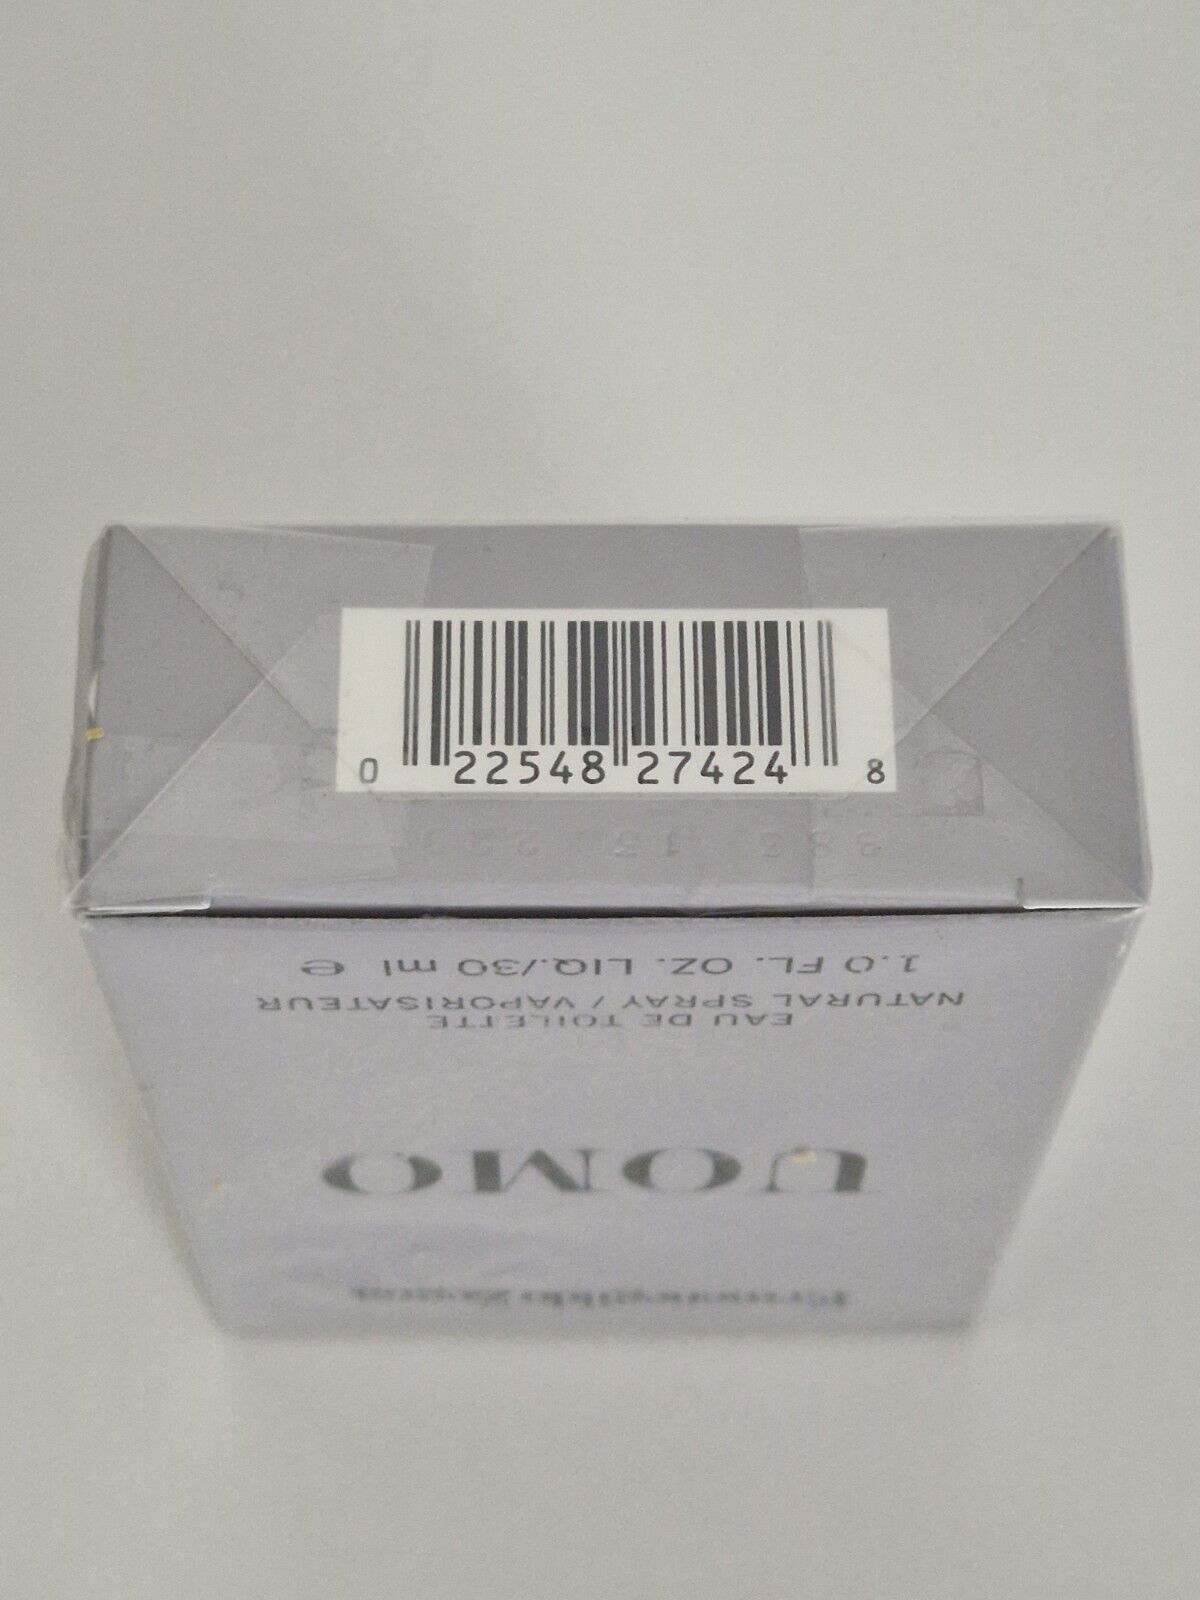 0 22548 27424 8
1.0 FL. OZ. LIQ./30 ml e
NATURAL SPRAY / VAPORISATEUR
EAU DE TOILETTE
UOMO